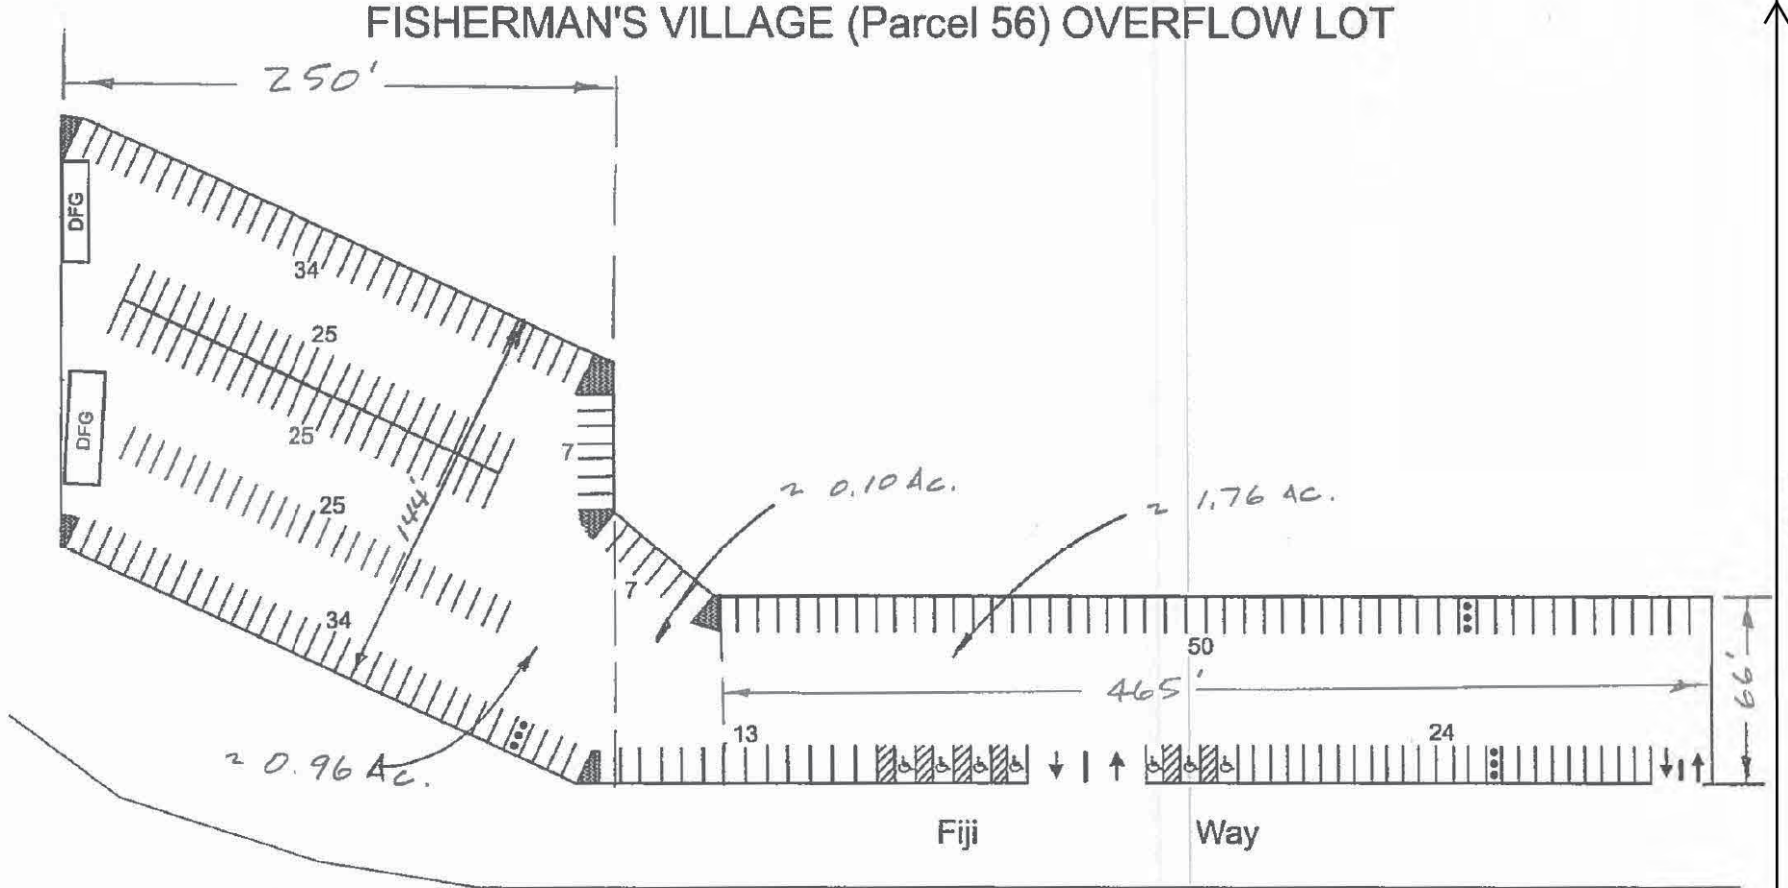 FISHERMAN'S VILLAGE (Parcel 56) OVERFLOW LOT
250'
DFG
34
25
25
DFG
7
25
144'
~ 0.10 Ac.
~ 1.76 AC.
7
34
50
465'
66'
13
24
~ 0.96 Ac.
Fiji Way